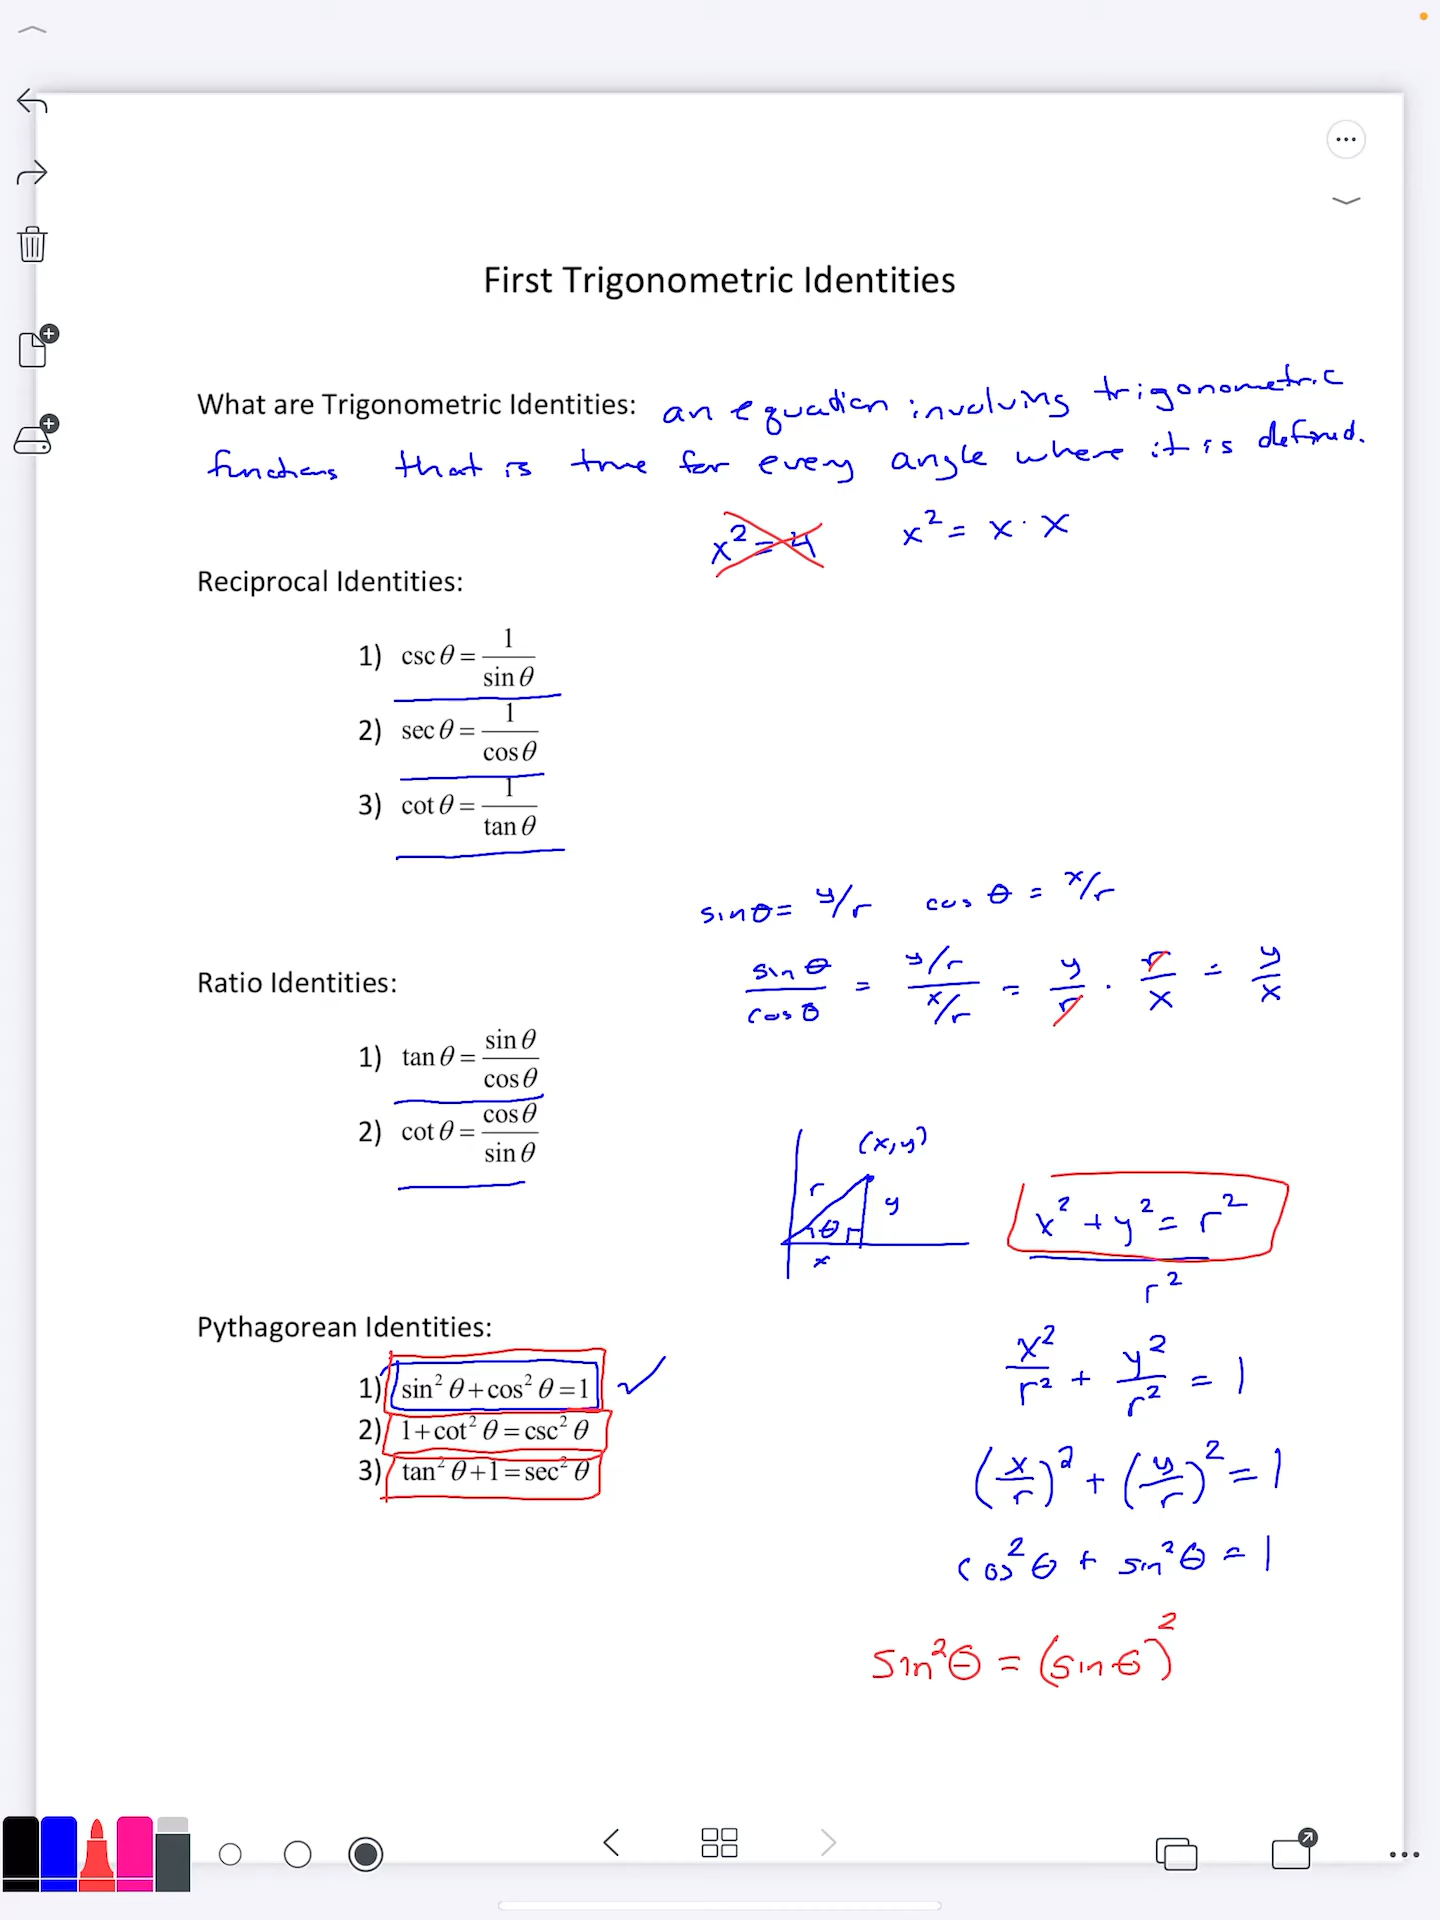 First Trigonometric Identities
What are Trigonometric Identities: an equation involving trigonometric
functions that is true for every angle where it is defined.
x² = 4    x² = x · x
Reciprocal Identities:
1) csc θ = 1 / sin θ
2) sec θ = 1 / cos θ
3) cot θ = 1 / tan θ
sin θ = y/r    cos θ = x/r
sin θ / cos θ = (y/r) / (x/r) = y/r · r/x = y/x
Ratio Identities:
1) tan θ = sin θ / cos θ
2) cot θ = cos θ / sin θ
(x,y)
r
y
θ
x
x² + y² = r²
r²
Pythagorean Identities:
1) sin² θ + cos² θ = 1
2) 1 + cot² θ = csc² θ
3) tan² θ + 1 = sec² θ
x²/r² + y²/r² = 1
(x/r)² + (y/r)² = 1
cos² θ + sin² θ = 1
sin² θ = (sin θ)²